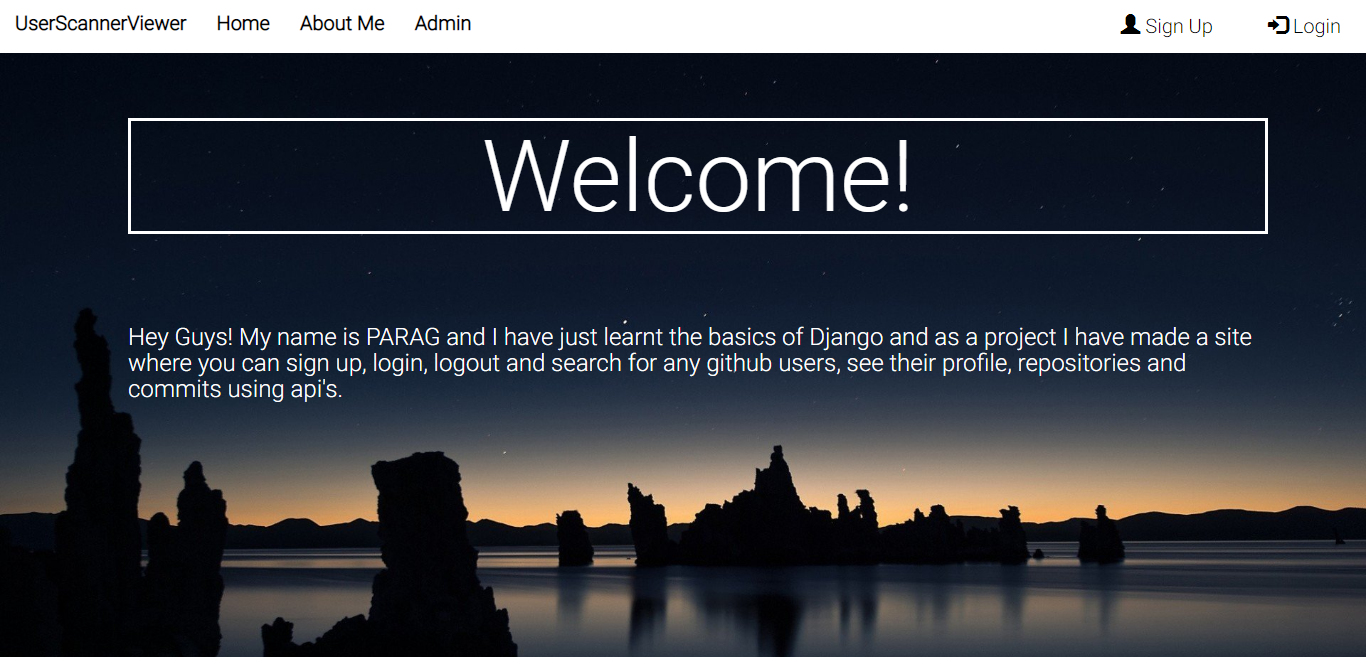 UserScannerViewer Home About Me Admin Sign Up Login
Welcome!
Hey Guys! My name is PARAG and I have just learnt the basics of Django and as a project I have made a site
where you can sign up, login, logout and search for any github users, see their profile, repositories and
commits using api's.